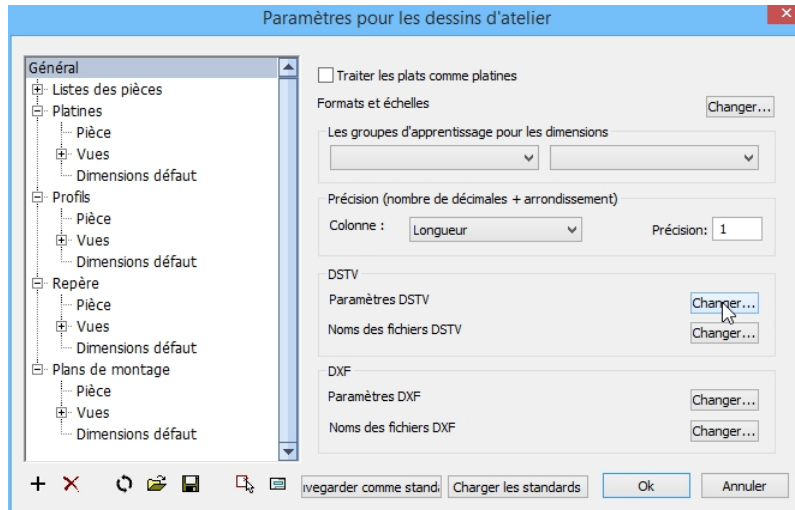 Paramètres pour les dessins d'atelier
Général
Listes des pièces
Platines
Pièce
Vues
Dimensions défaut
Profils
Pièce
Vues
Dimensions défaut
Repère
Pièce
Vues
Dimensions défaut
Plans de montage
Pièce
Vues
Dimensions défaut
Traiter les plats comme platines
Formats et échelles Changer...
Les groupes d'apprentissage pour les dimensions
Précision (nombre de décimales + arrondissement)
Colonne : Longueur Précision: 1
DSTV
Paramètres DSTV Changer...
Noms des fichiers DSTV Changer...
DXF
Paramètres DXF Changer...
Noms des fichiers DXF Changer...
ıvegarder comme stand. Charger les standards Ok Annuler